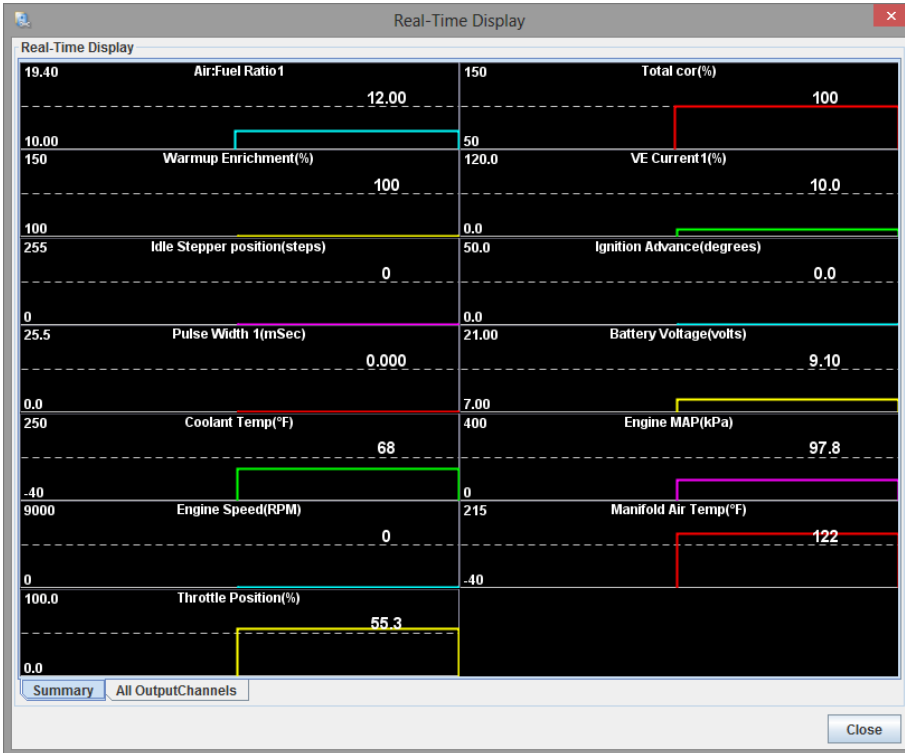 Real-Time Display
Real-Time Display
19.40 Air:Fuel Ratio1
12.00
10.00
150 Total cor(%)
100
50
150 Warmup Enrichment(%)
100
100
120.0 VE Current1(%)
10.0
0.0
255 Idle Stepper position(steps)
0
0
50.0 Ignition Advance(degrees)
0.0
0.0
25.5 Pulse Width 1(mSec)
0.000
0.0
21.00 Battery Voltage(volts)
9.10
7.00
250 Coolant Temp(°F)
68
-40
400 Engine MAP(kPa)
97.8
0
9000 Engine Speed(RPM)
0
0
215 Manifold Air Temp(°F)
122
-40
100.0 Throttle Position(%)
55.3
0.0
Summary All OutputChannels
Close